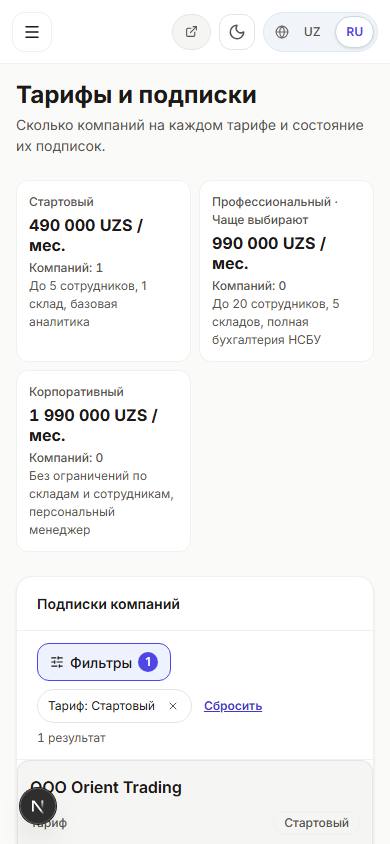 UZ
RU
Тарифы и подписки
Сколько компаний на каждом тарифе и состояние
их подписок.
Стартовый
490 000 UZS /
мес.
Компаний: 1
До 5 сотрудников, 1
склад, базовая
аналитика
Профессиональный ·
Чаще выбирают
990 000 UZS /
мес.
Компаний: 0
До 20 сотрудников, 5
складов, полная
бухгалтерия НСБУ
Корпоративный
1 990 000 UZS /
мес.
Компаний: 0
Без ограничений по
складам и сотрудникам,
персональный
менеджер
Подписки компаний
Фильтры 1
Тариф: Стартовый ×
Сбросить
1 результат
ООО Orient Trading
N
Тариф
Стартовый